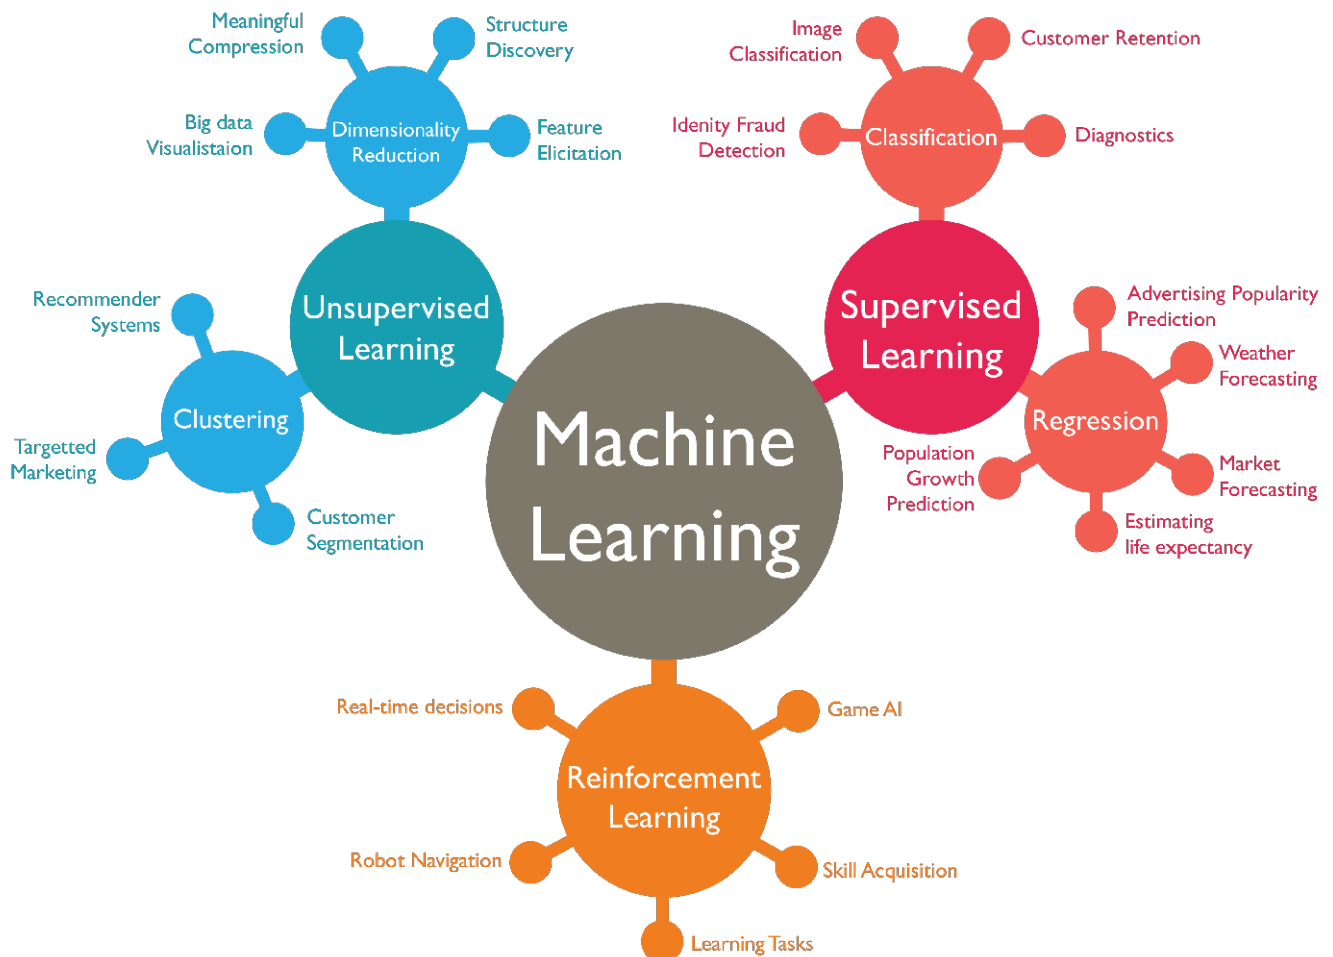 Meaningful
Compression
Structure
Discovery
Big data
Visualistaion
Dimensionality
Reduction
Feature
Elicitation
Image
Classification
Customer Retention
Idenity Fraud
Detection
Classification
Diagnostics
Unsupervised
Learning
Recommender
Systems
Clustering
Targetted
Marketing
Customer
Segmentation
Supervised
Learning
Advertising Popularity
Prediction
Weather
Forecasting
Regression
Population
Growth
Prediction
Market
Forecasting
Estimating
life expectancy
Machine
Learning
Real-time decisions
Game AI
Reinforcement
Learning
Robot Navigation
Skill Acquisition
Learning Tasks